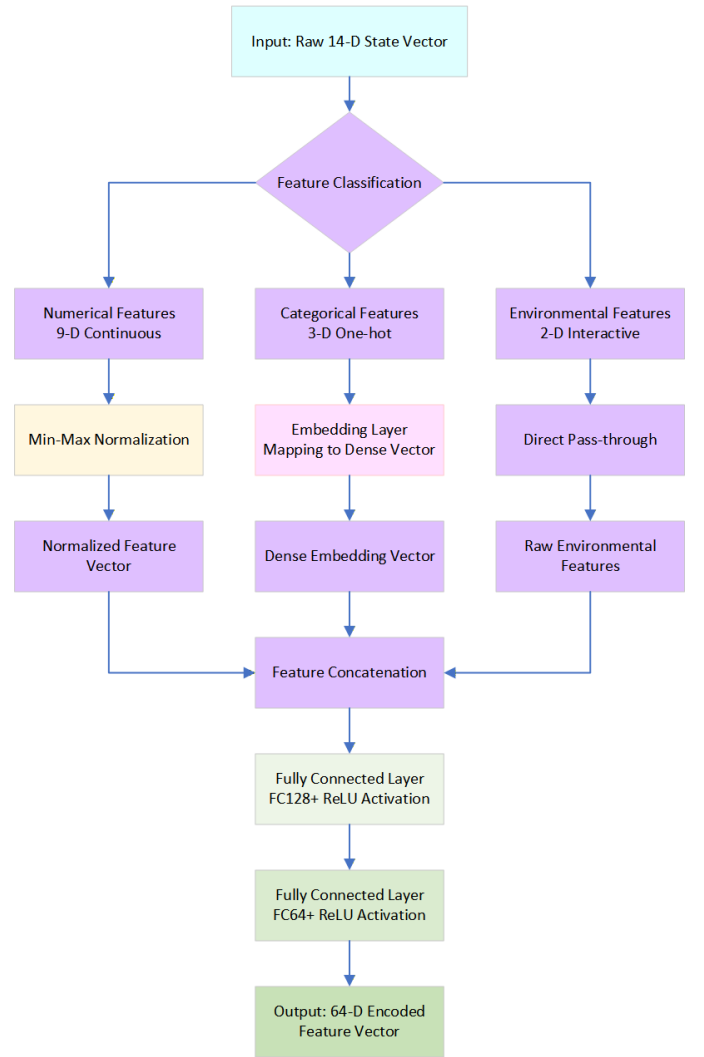 Input: Raw 14-D State Vector
Feature Classification
Numerical Features
9-D Continuous
Categorical Features
3-D One-hot
Environmental Features
2-D Interactive
Min-Max Normalization
Embedding Layer
Mapping to Dense Vector
Direct Pass-through
Normalized Feature
Vector
Dense Embedding Vector
Raw Environmental
Features
Feature Concatenation
Fully Connected Layer
FC128+ ReLU Activation
Fully Connected Layer
FC64+ ReLU Activation
Output: 64-D Encoded
Feature Vector